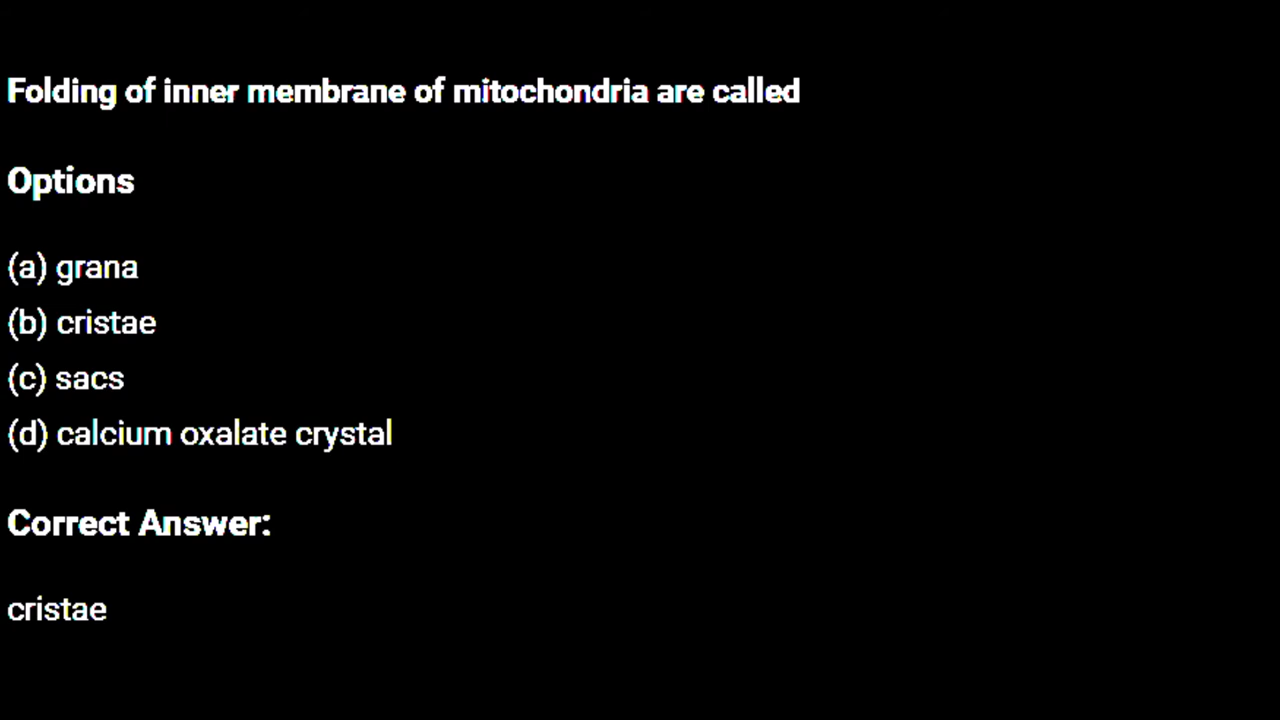 Folding of inner membrane of mitochondria are called
Options
(a) grana
(b) cristae
(c) sacs
(d) calcium oxalate crystal
Correct Answer:
cristae